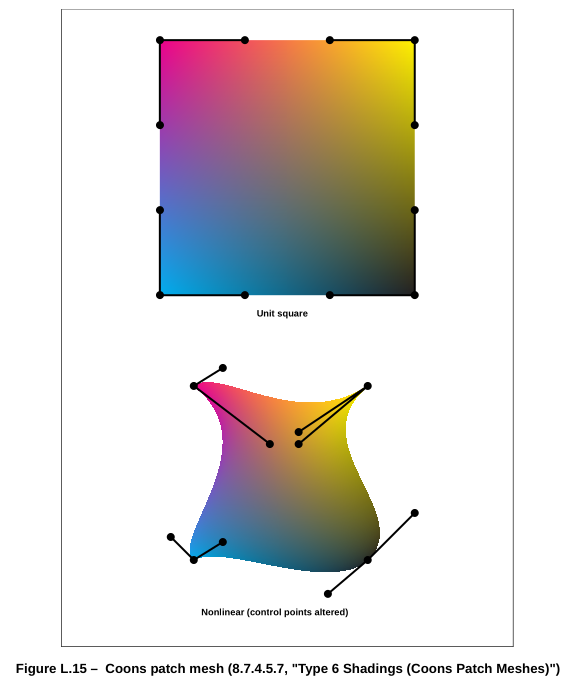 Unit square
Nonlinear (control points altered)
Figure L.15 – Coons patch mesh (8.7.4.5.7, "Type 6 Shadings (Coons Patch Meshes)")